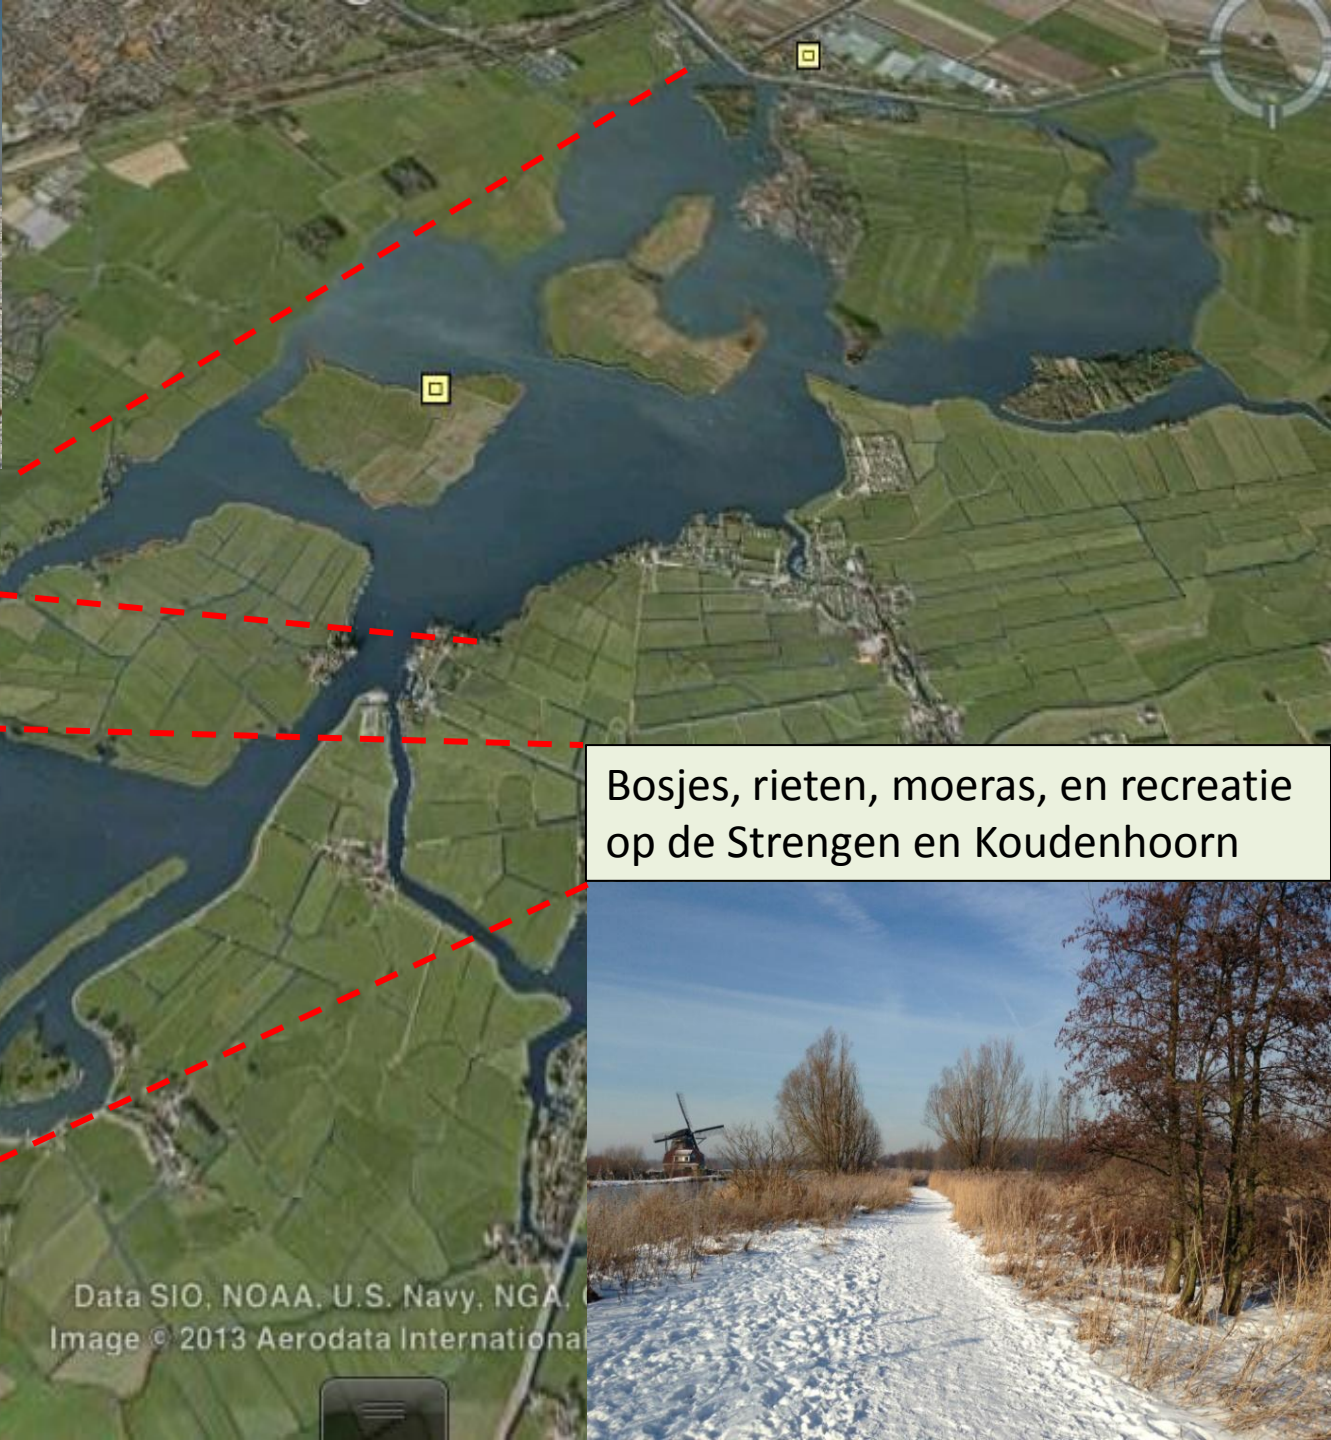 Bosjes, rieten, moeras, en recreatie
op de Strengen en Koudenhoorn
Data SIO, NOAA, U.S. Navy, NGA,
Image © 2013 Aerodata International